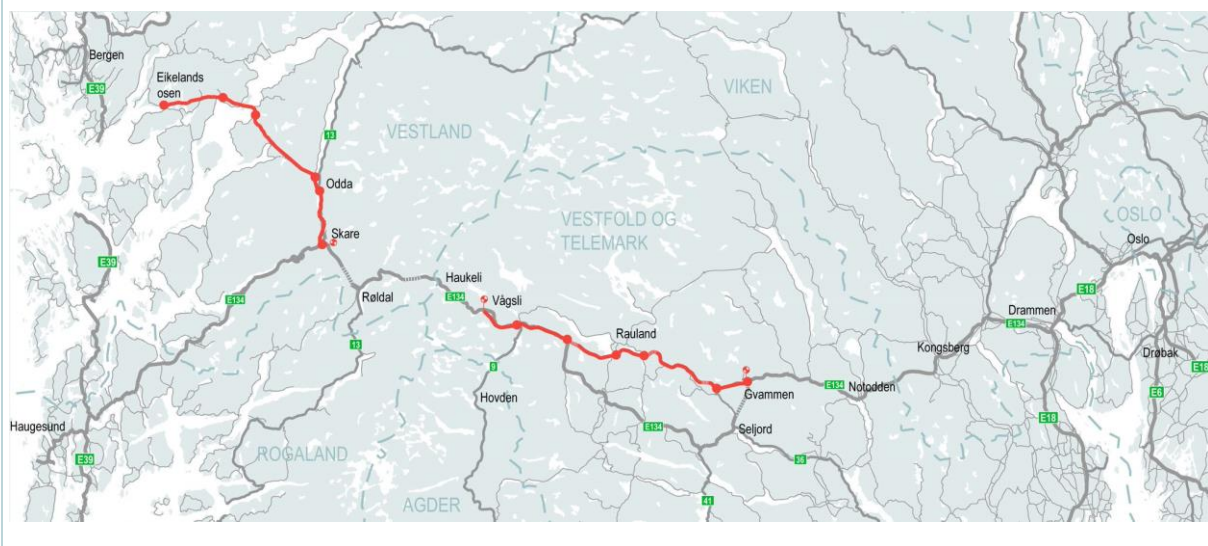 Bergen
E39
Eikelands
osen
13
VESTLAND
VIKEN
Odda
Skare
VESTFOLD OG
TELEMARK
OSLO
Oslo
E39
E134
Røldal
Haukeli
E134
Vågsli
E18
Drammen
E134
13
Rauland
Kongsberg
Drøbak
9
Gvammen
E134
Notodden
E18
E6
Hovden
Haugesund
E134
Seljord
E18
E39
ROGALAND
36
AGDER
41